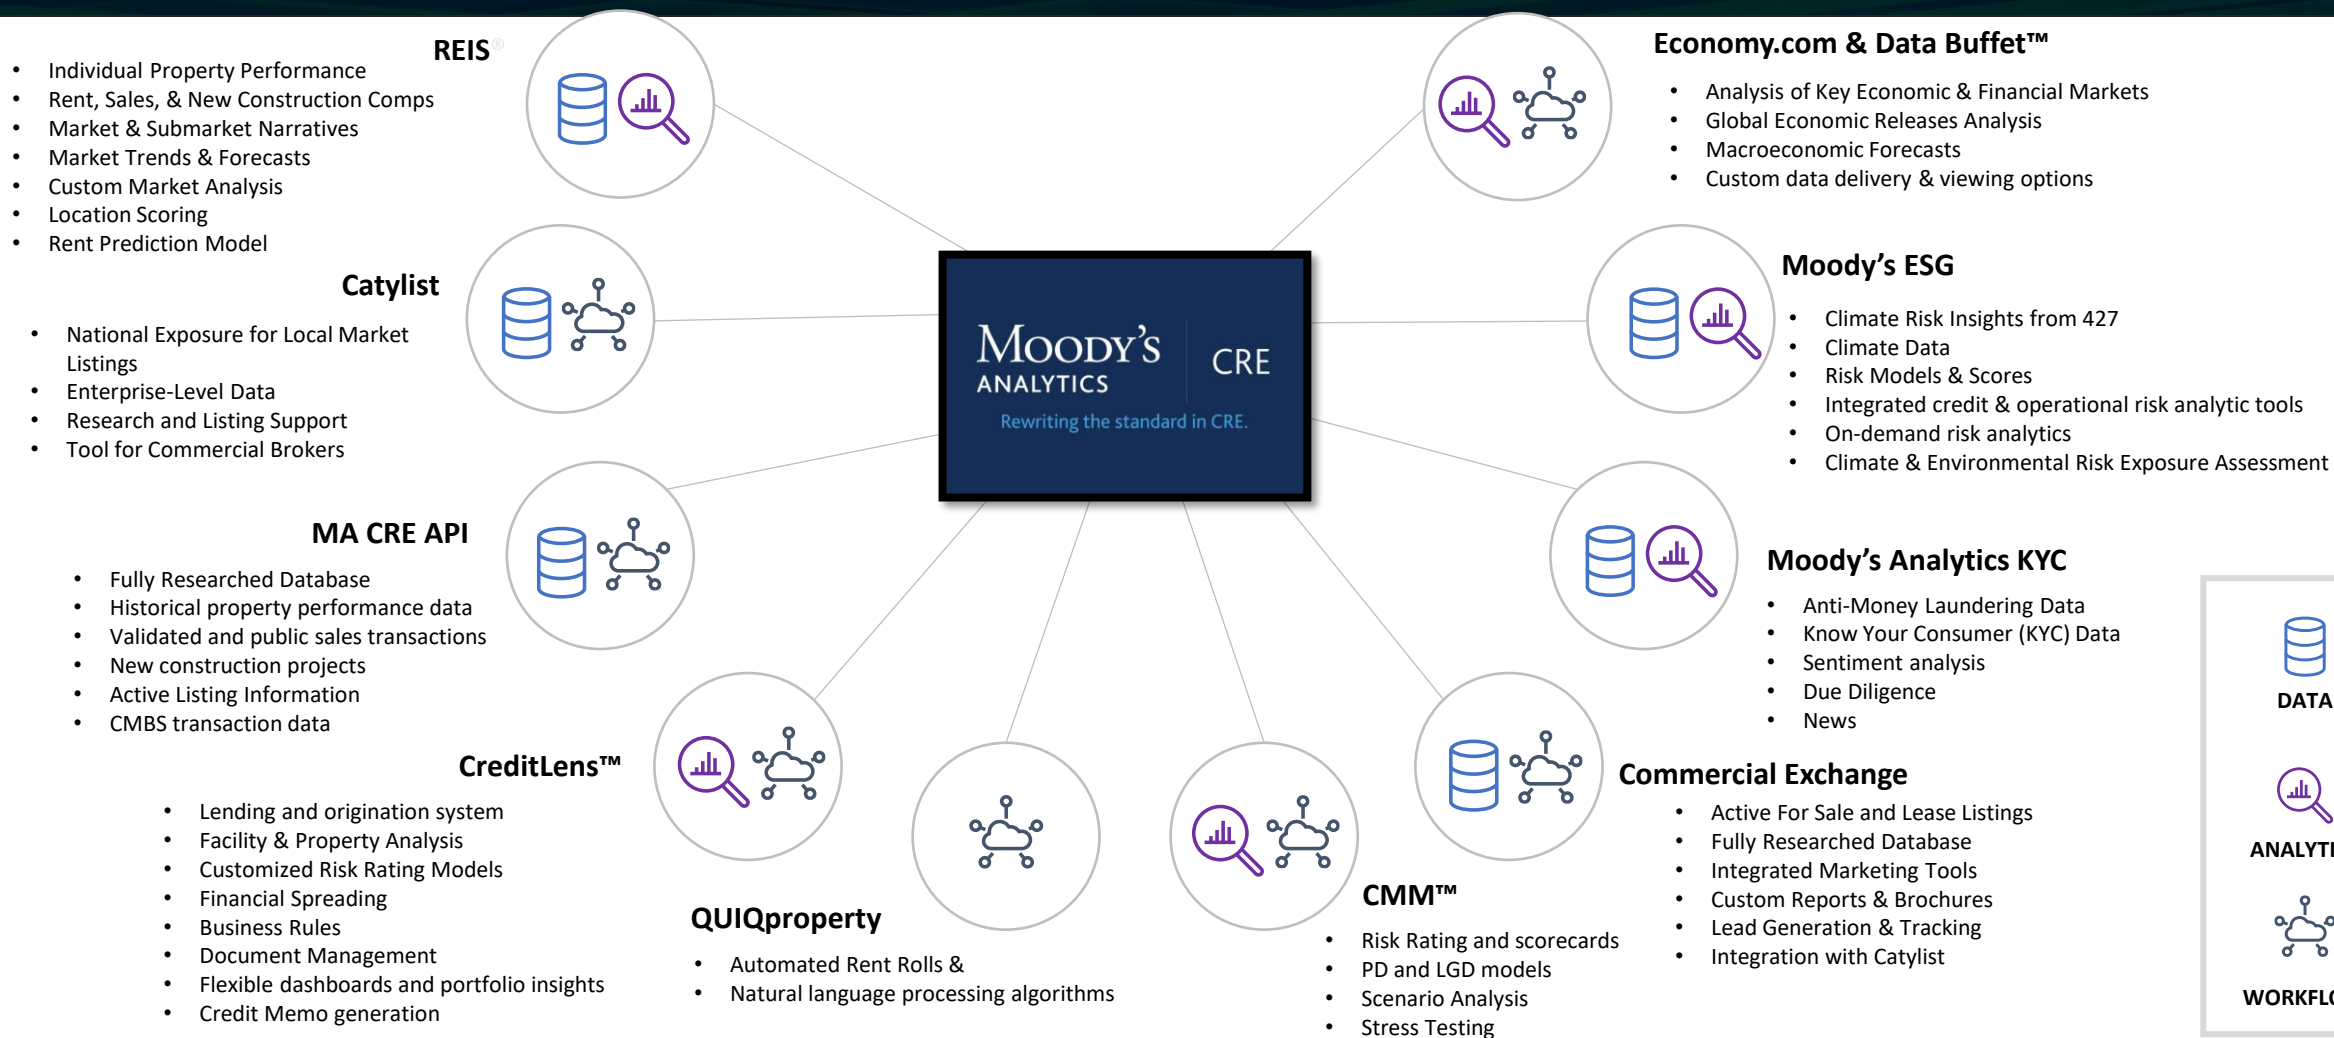 REIS®
• Individual Property Performance
• Rent, Sales, & New Construction Comps
• Market & Submarket Narratives
• Market Trends & Forecasts
• Custom Market Analysis
• Location Scoring
• Rent Prediction Model
Catylist
• National Exposure for Local Market
Listings
• Enterprise-Level Data
• Research and Listing Support
• Tool for Commercial Brokers
MA CRE API
• Fully Researched Database
• Historical property performance data
• Validated and public sales transactions
• New construction projects
• Active Listing Information
• CMBS transaction data
CreditLens™
• Lending and origination system
• Facility & Property Analysis
• Customized Risk Rating Models
• Financial Spreading
• Business Rules
• Document Management
• Flexible dashboards and portfolio insights
• Credit Memo generation
QUIQproperty
• Automated Rent Rolls &
• Natural language processing algorithms
MOODY'S
ANALYTICS
CRE
Rewriting the standard in CRE.
CMM™
• Risk Rating and scorecards
• PD and LGD models
• Scenario Analysis
• Stress Testing
Economy.com & Data Buffet™
• Analysis of Key Economic & Financial Markets
• Global Economic Releases Analysis
• Macroeconomic Forecasts
• Custom data delivery & viewing options
Moody's ESG
• Climate Risk Insights from 427
• Climate Data
• Risk Models & Scores
• Integrated credit & operational risk analytic tools
• On-demand risk analytics
• Climate & Environmental Risk Exposure Assessment
Moody's Analytics KYC
• Anti-Money Laundering Data
• Know Your Consumer (KYC) Data
• Sentiment analysis
• Due Diligence
• News
Commercial Exchange
• Active For Sale and Lease Listings
• Fully Researched Database
• Integrated Marketing Tools
• Custom Reports & Brochures
• Lead Generation & Tracking
• Integration with Catylist
DATA